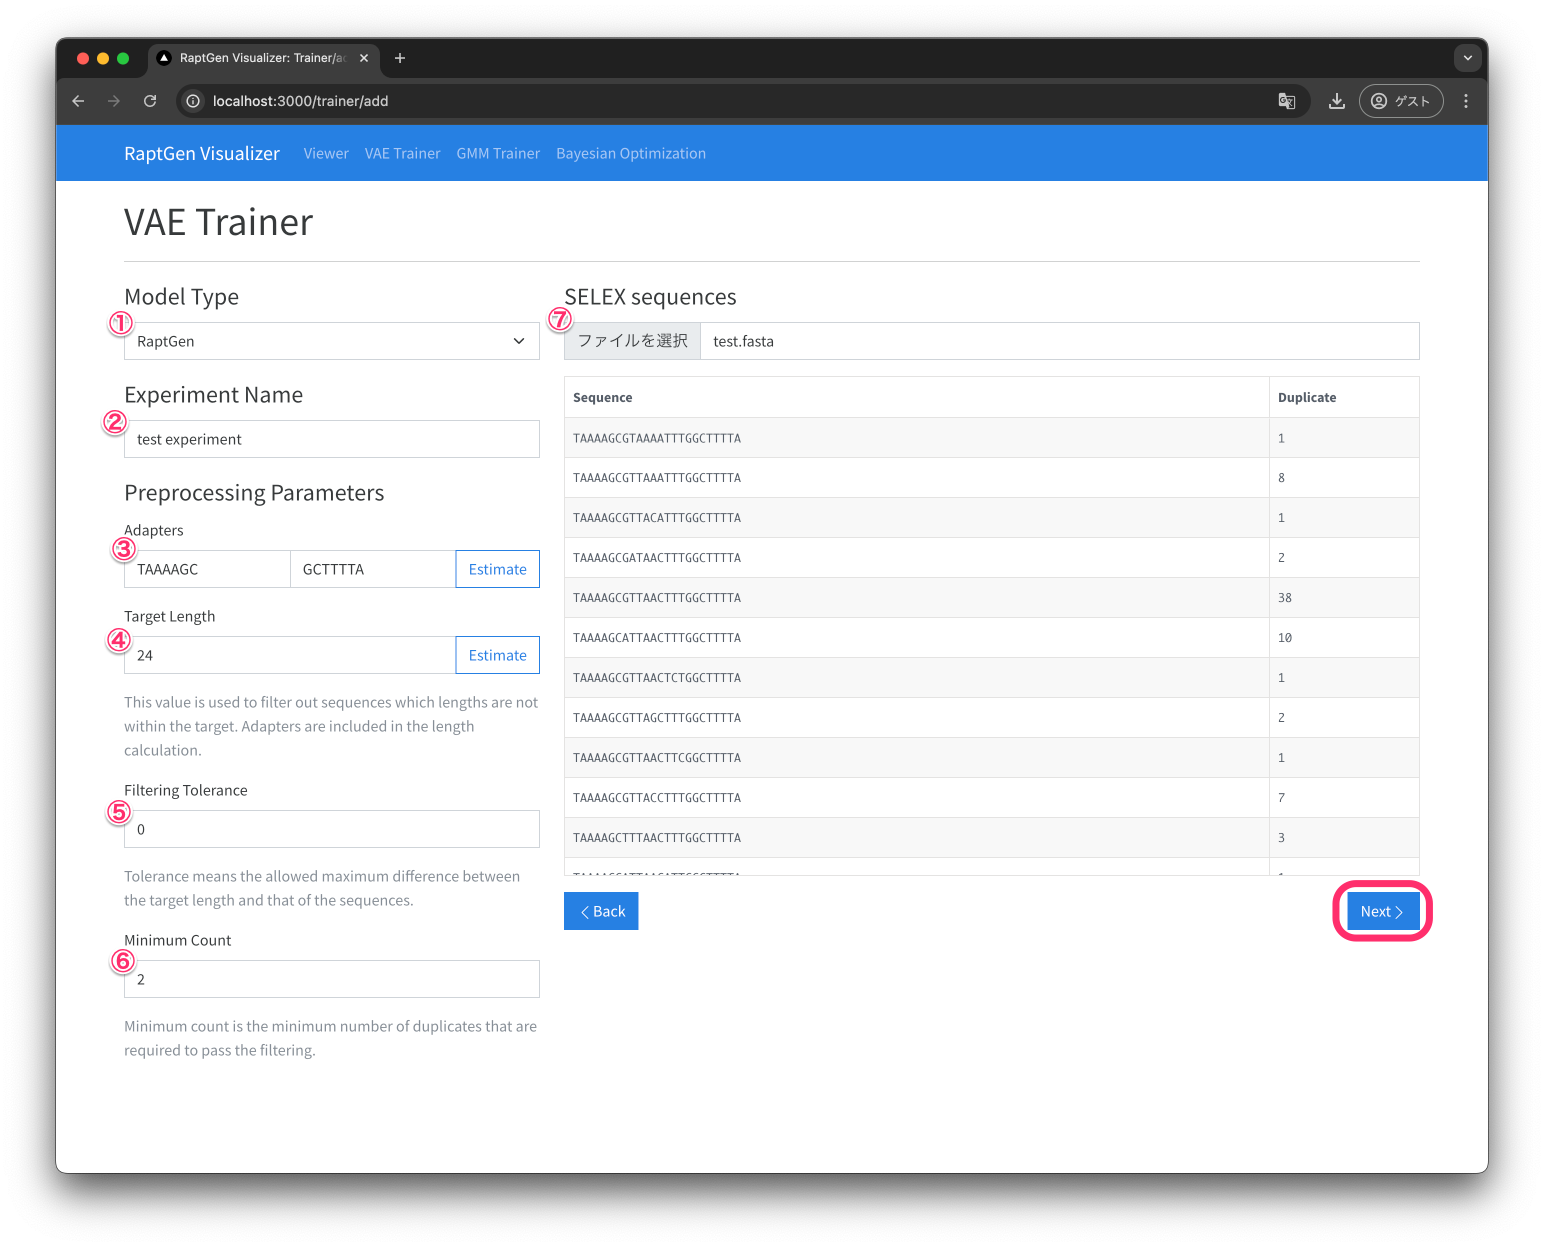 RaptGen Visualizer: Trainer/a
localhost:3000/trainer/add
ゲスト
RaptGen Visualizer Viewer VAE Trainer GMM Trainer Bayesian Optimization
VAE Trainer
Model Type
① RaptGen
Experiment Name
② test experiment
Preprocessing Parameters
Adapters
③ TAAAAGC GCTTTTA Estimate
Target Length
④ 24 Estimate
This value is used to filter out sequences which lengths are not
within the target. Adapters are included in the length
calculation.
Filtering Tolerance
⑤ 0
Tolerance means the allowed maximum difference between
the target length and that of the sequences.
Minimum Count
⑥ 2
Minimum count is the minimum number of duplicates that are
required to pass the filtering.
SELEX sequences
⑦ ファイルを選択 test.fasta
Sequence Duplicate
TAAAAGCGTAAAATTTGGCTTTTA 1
TAAAAGCGTTAAATTTGGCTTTTA 8
TAAAAGCGTTACATTTGGCTTTTA 1
TAAAAGCGATAACTTTGGCTTTTA 2
TAAAAGCGTTAACTTTGGCTTTTA 38
TAAAAGCATTAACTTTGGCTTTTA 10
TAAAAGCGTTAACTCTGGCTTTTA 1
TAAAAGCGTTAGCTTTGGCTTTTA 2
TAAAAGCGTTAACTTCGGCTTTTA 1
TAAAAGCGTTACCTTTGGCTTTTA 7
TAAAAGCTTTAACTTTGGCTTTTA 3
Back
Next